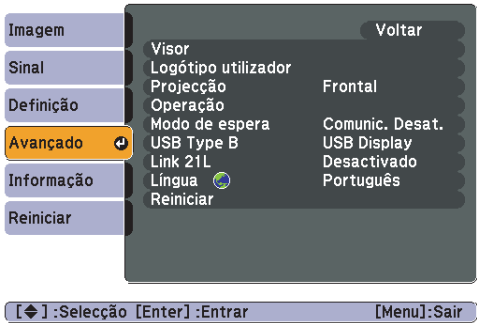 Imagem
Sinal
Definição
Avançado
Informação
Reiniciar
Voltar
Visor
Logótipo utilizador
Projecção Frontal
Operação
Modo de espera Comunic. Desat.
USB Type B USB Display
Link 21L Desactivado
Língua Português
Reiniciar
[ ] :Selecção [Enter] :Entrar [Menu]:Sair